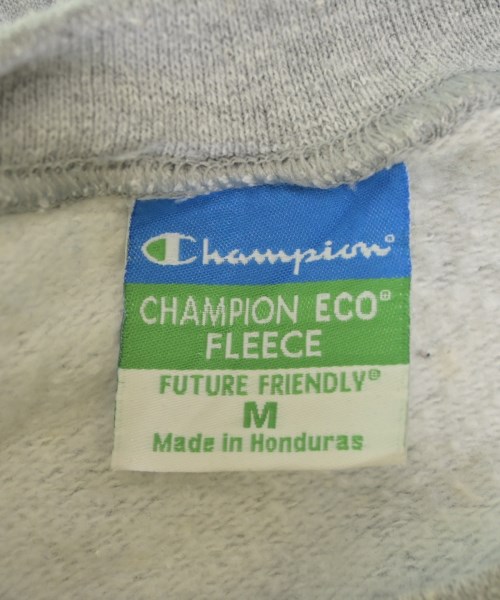 Champion®
CHAMPION ECO®
FLEECE
FUTURE FRIENDLY®
M
Made in Honduras